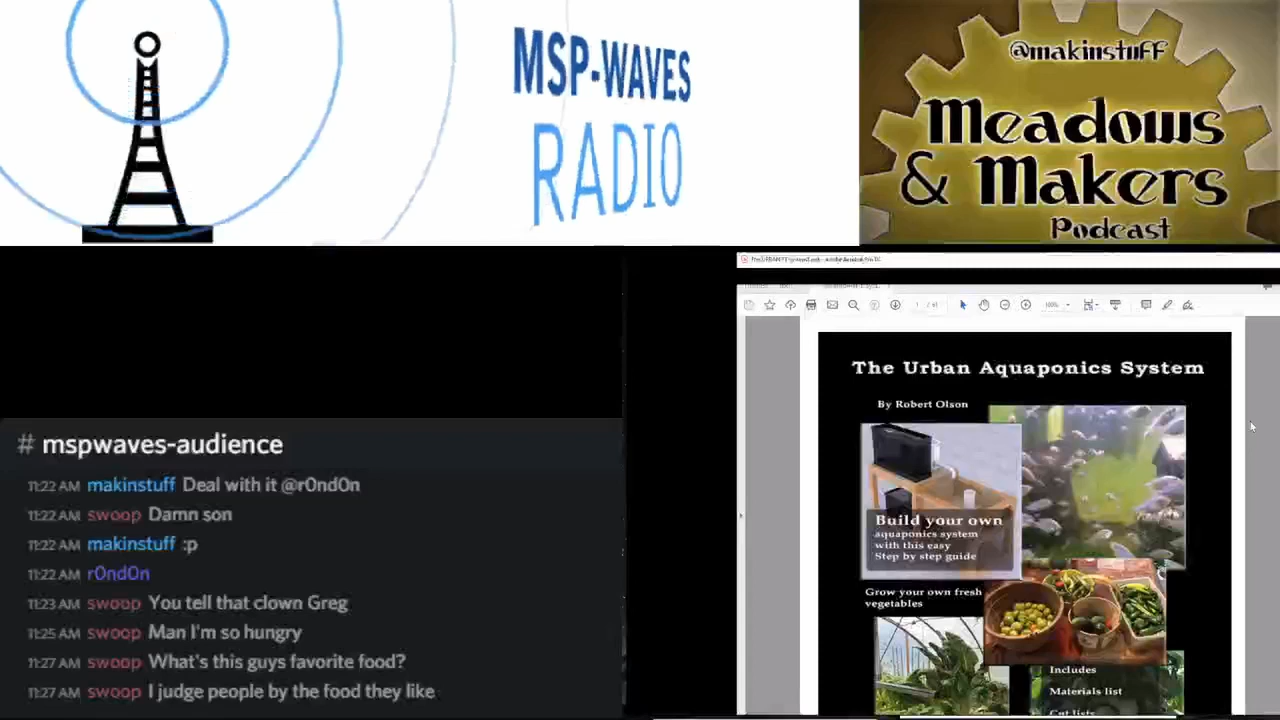 MSP-WAVES
RADIO
@makinstuff
Meadows
& Makers
Podcast
# mspwaves-audience
11:22 AM makinstuff Deal with it @r0nd0n
11:22 AM swoop Damn son
11:22 AM makinstuff :p
11:22 AM r0nd0n
11:23 AM swoop You tell that clown Greg
11:25 AM swoop Man I'm so hungry
11:27 AM swoop What's this guys favorite food?
11:27 AM swoop I judge people by the food they like
100%
The Urban Aquaponics System
By Robert Olson
Build your own
aquaponics system
with this easy
Step by step guide
Grow your own fresh
vegetables
Includes
Materials list
Cut lists